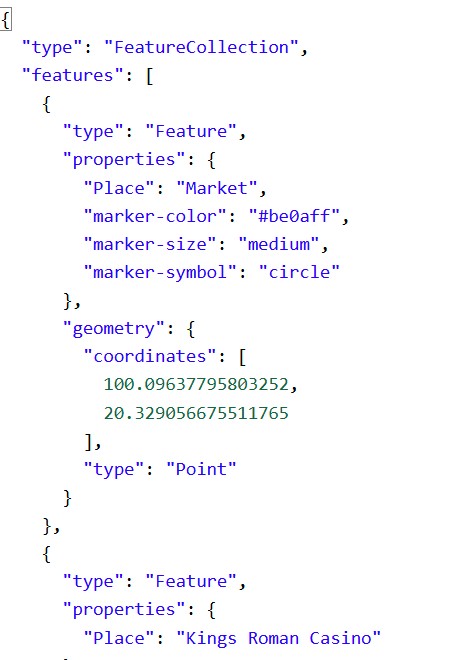 {
  "type": "FeatureCollection",
  "features": [
    {
      "type": "Feature",
      "properties": {
        "Place": "Market",
        "marker-color": "#be0aff",
        "marker-size": "medium",
        "marker-symbol": "circle"
      },
      "geometry": {
        "coordinates": [
          100.09637795803252,
          20.329056675511765
        ],
        "type": "Point"
      }
    },
    {
      "type": "Feature",
      "properties": {
        "Place": "Kings Roman Casino"